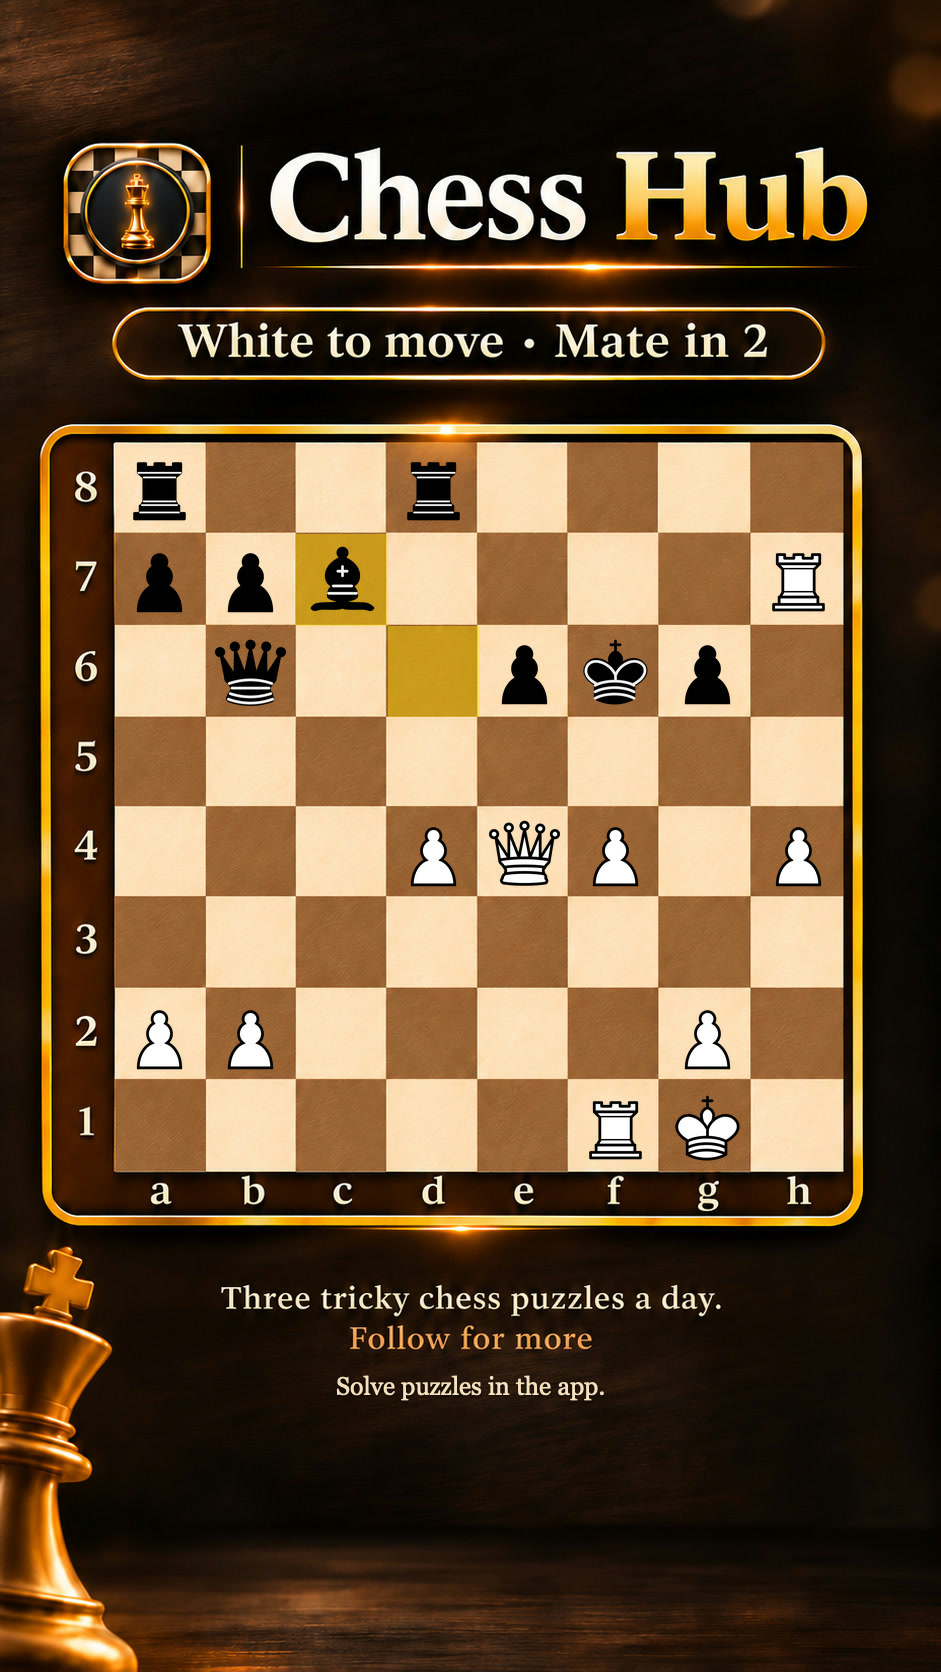 Chess Hub
White to move · Mate in 2
8
7
6
5
4
3
2
1
a b c d e f g h
Three tricky chess puzzles a day.
Follow for more
Solve puzzles in the app.